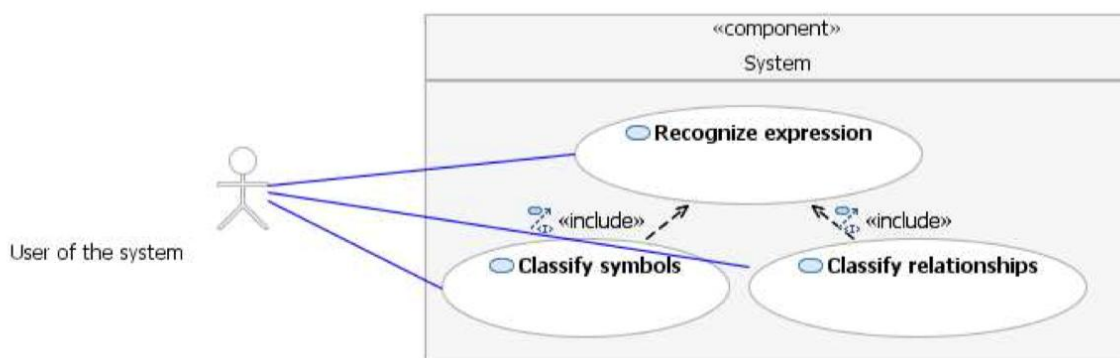 «component»
System
Recognize expression
«include» «include»
User of the system
Classify symbols Classify relationships